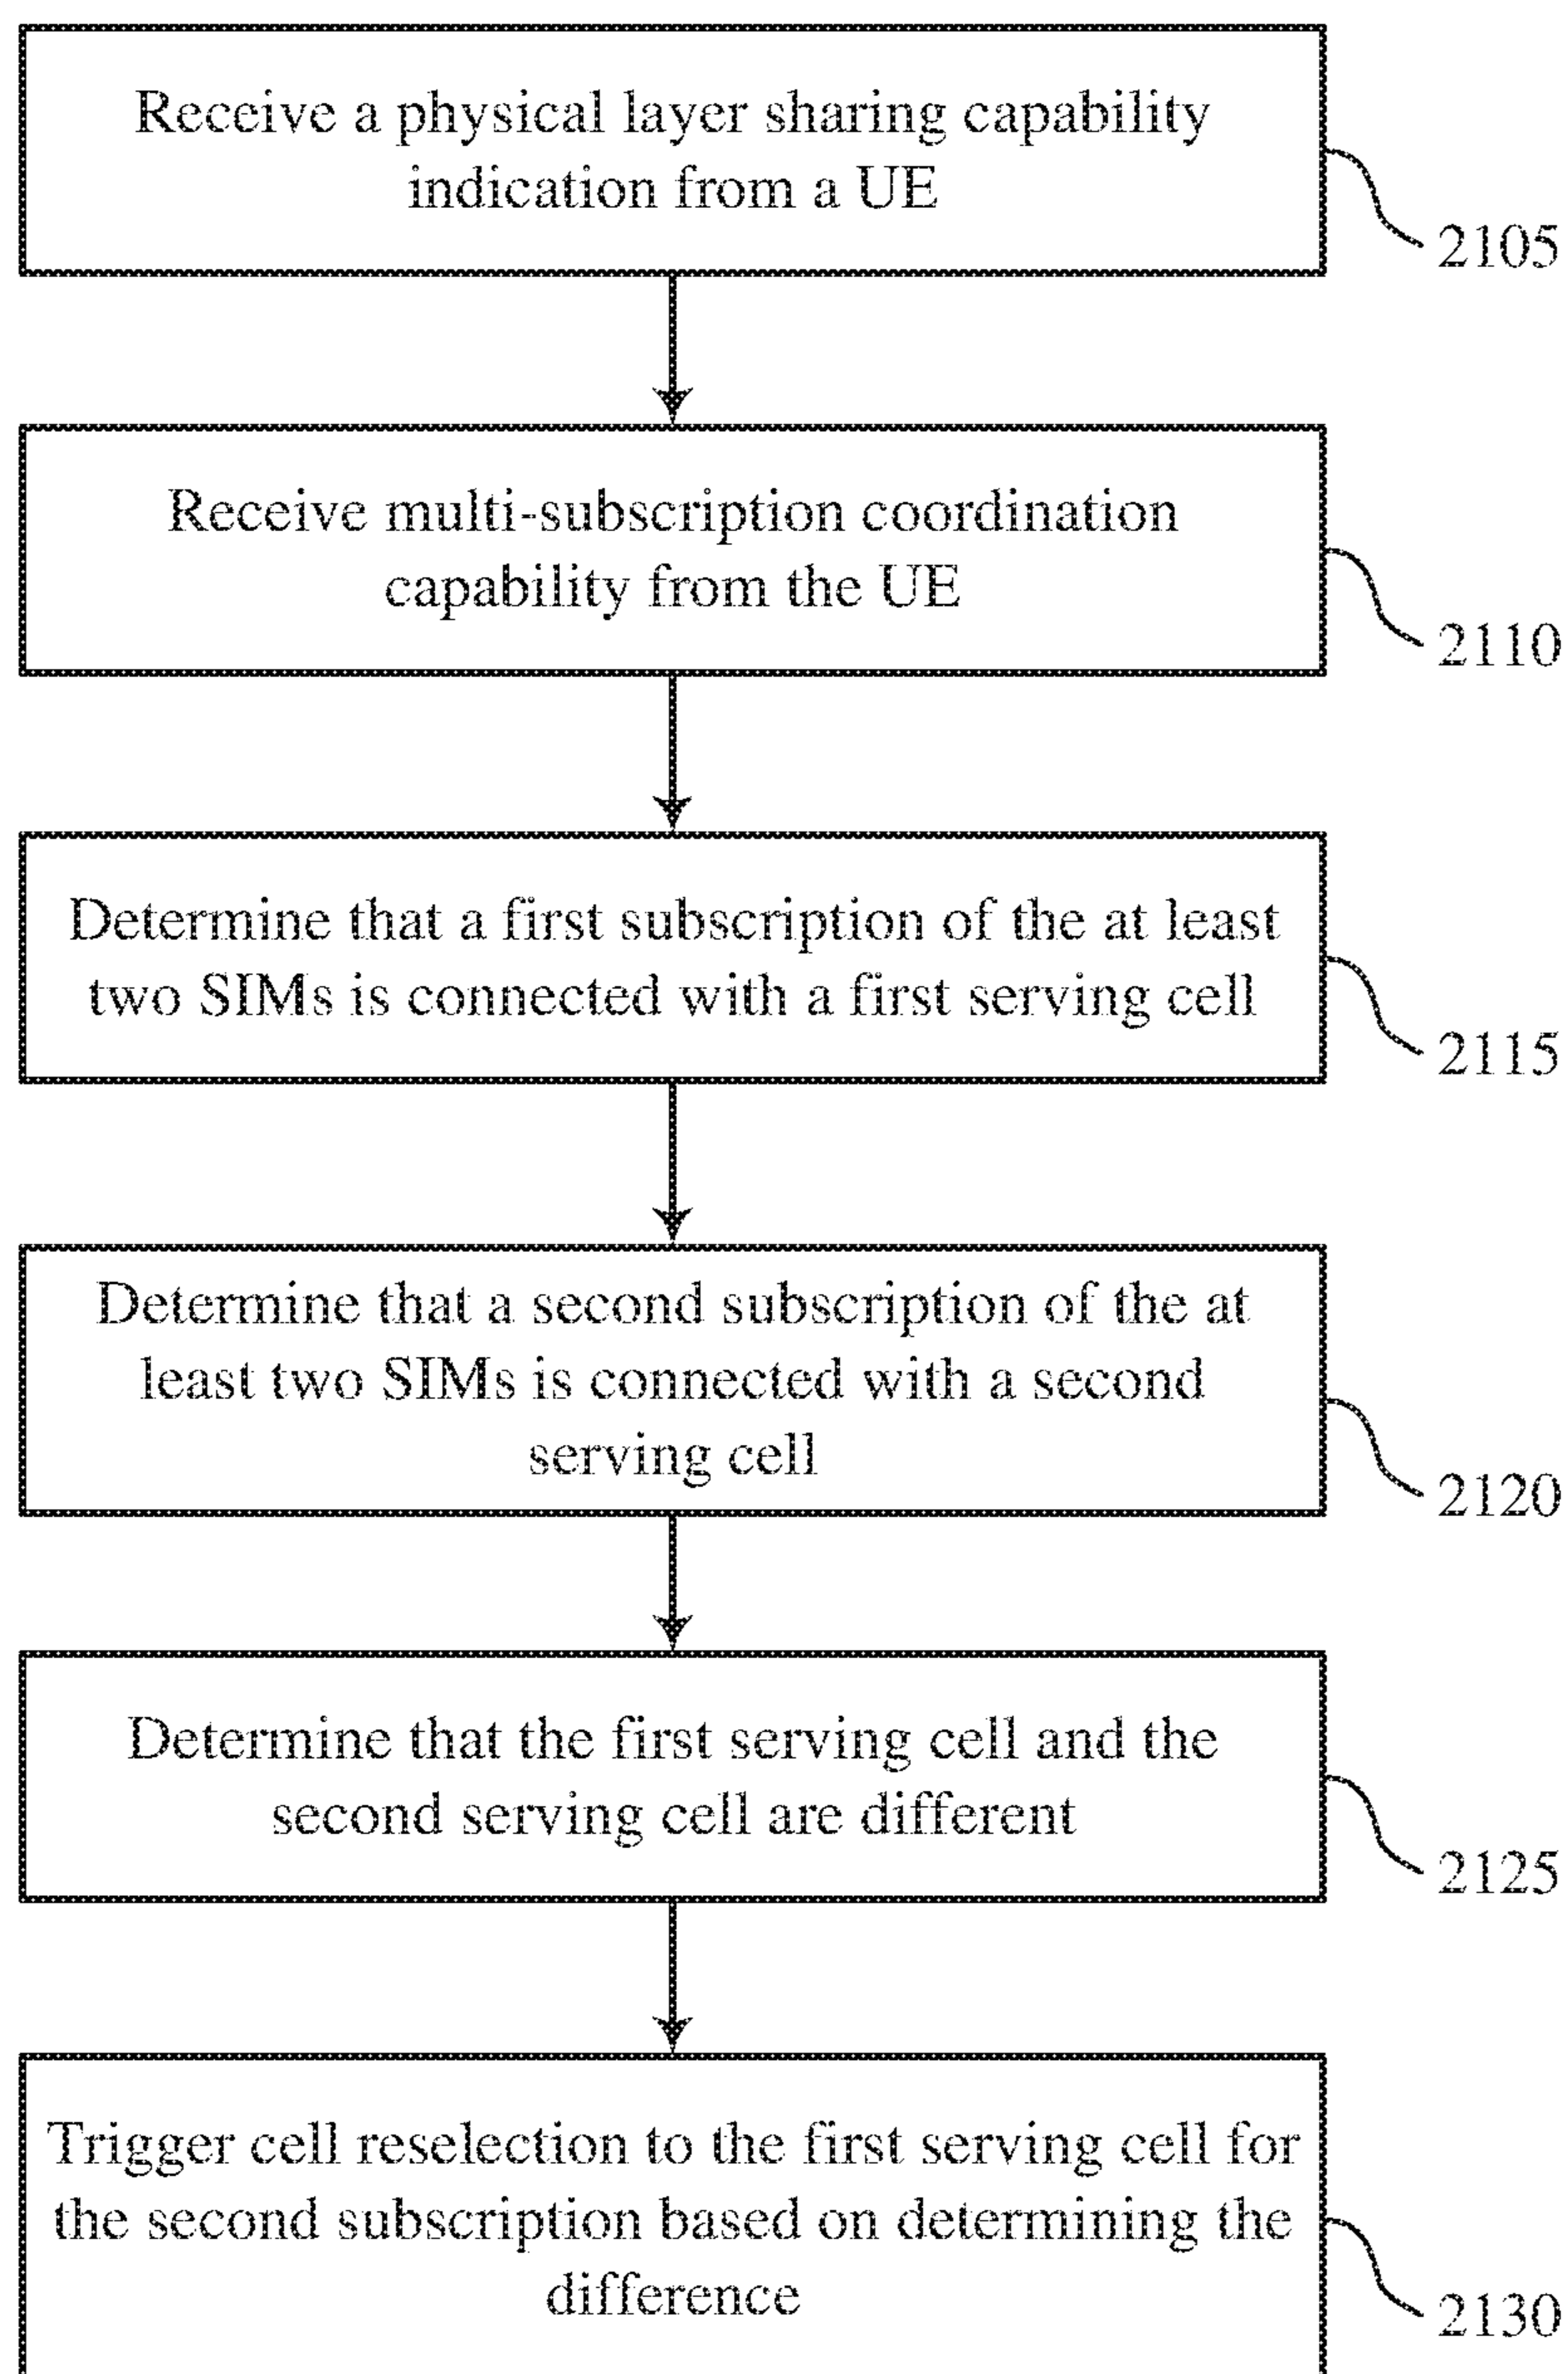 Receive a physical layer sharing capability
indication from a UE
2105
Receive multi-subscription coordination
capability from the UE
2110
Determine that a first subscription of the at least
two SIMs is connected with a first serving cell
2115
Determine that a second subscription of the at
least two SIMs is connected with a second
serving cell
2120
Determine that the first serving cell and the
second serving cell are different
2125
Trigger cell reselection to the first serving cell for
the second subscription based on determining the
difference
2130